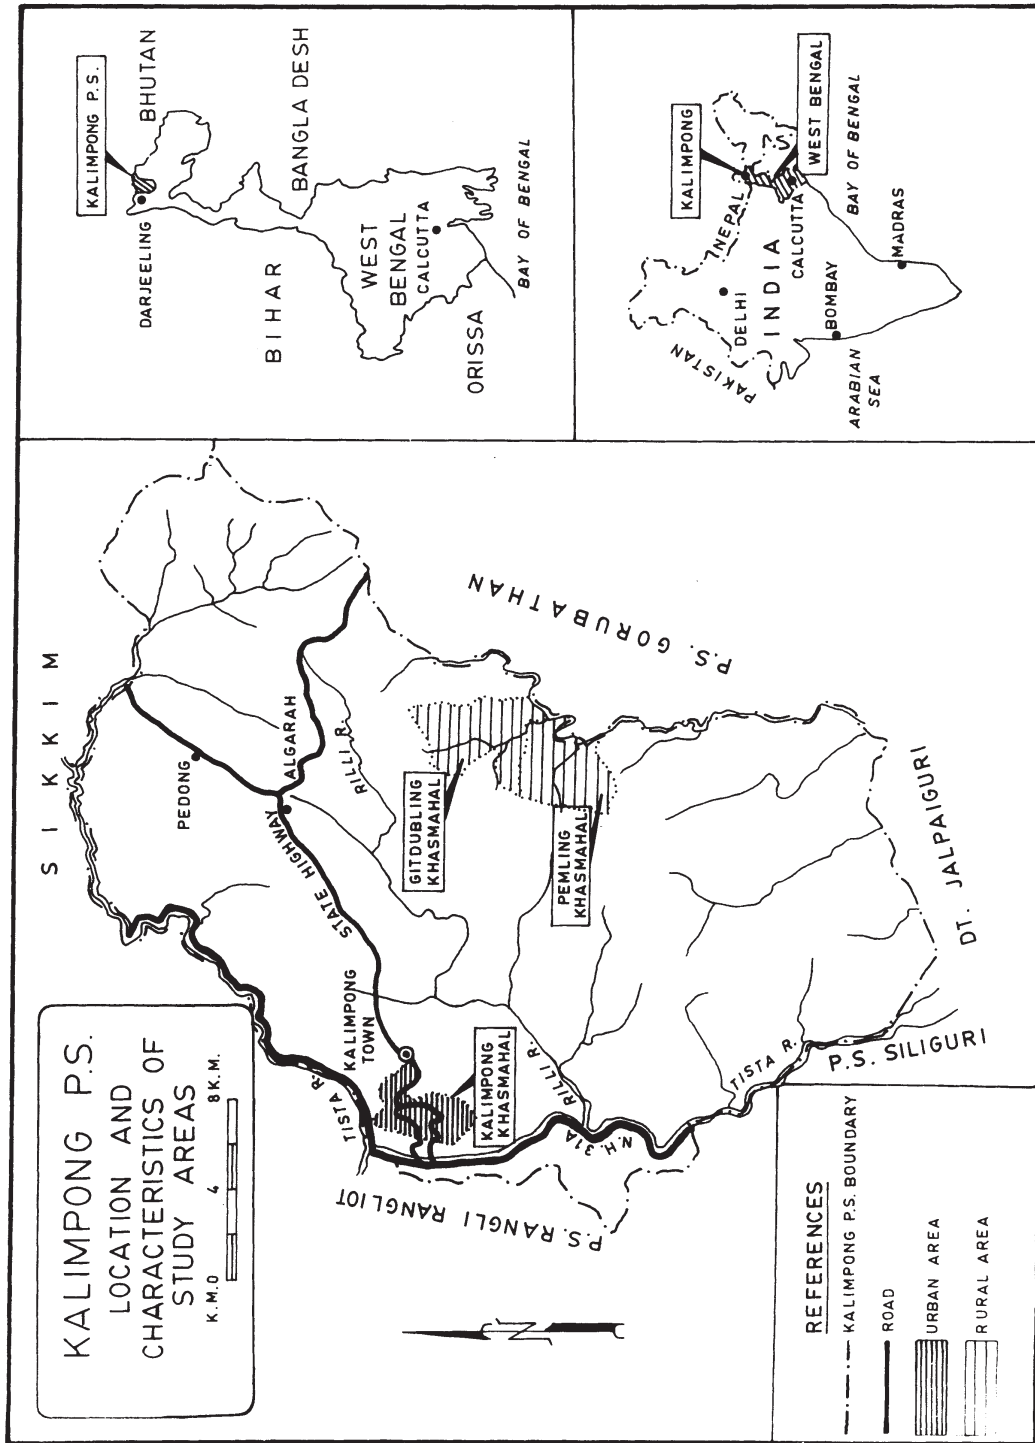 KALIMPONG P.S.
LOCATION AND
CHARACTERISTICS OF
STUDY AREAS
K.M.0 4 8K.M.
SIKKIM
PEDONG
ALGARAH
STATE HIGHWAY
RILLI R.
TISTA R.
KALIMPONG
TOWN
GITDUBLING
KHASMAHAL
PEMLING
KHASMAHAL
KALIMPONG
KHASMAHAL
RILLI R.
N.H. 31A
TISTA R.
P.S. RANGLI RANGLIOT
P.S. GORUBATHAN
DT. JALPAIGURI
P.S. SILIGURI
N
REFERENCES
KALIMPONG P.S. BOUNDARY
ROAD
URBAN AREA
RURAL AREA
KALIMPONG P.S.
BHUTAN
DARJEELING
BIHAR
BANGLA DESH
WEST
BENGAL
CALCUTTA
ORISSA
BAY OF BENGAL
KALIMPONG
WEST BENGAL
NEPAL
PAKISTAN
DELHI
INDIA
CALCUTTA
BOMBAY
MADRAS
ARABIAN
SEA
BAY OF BENGAL